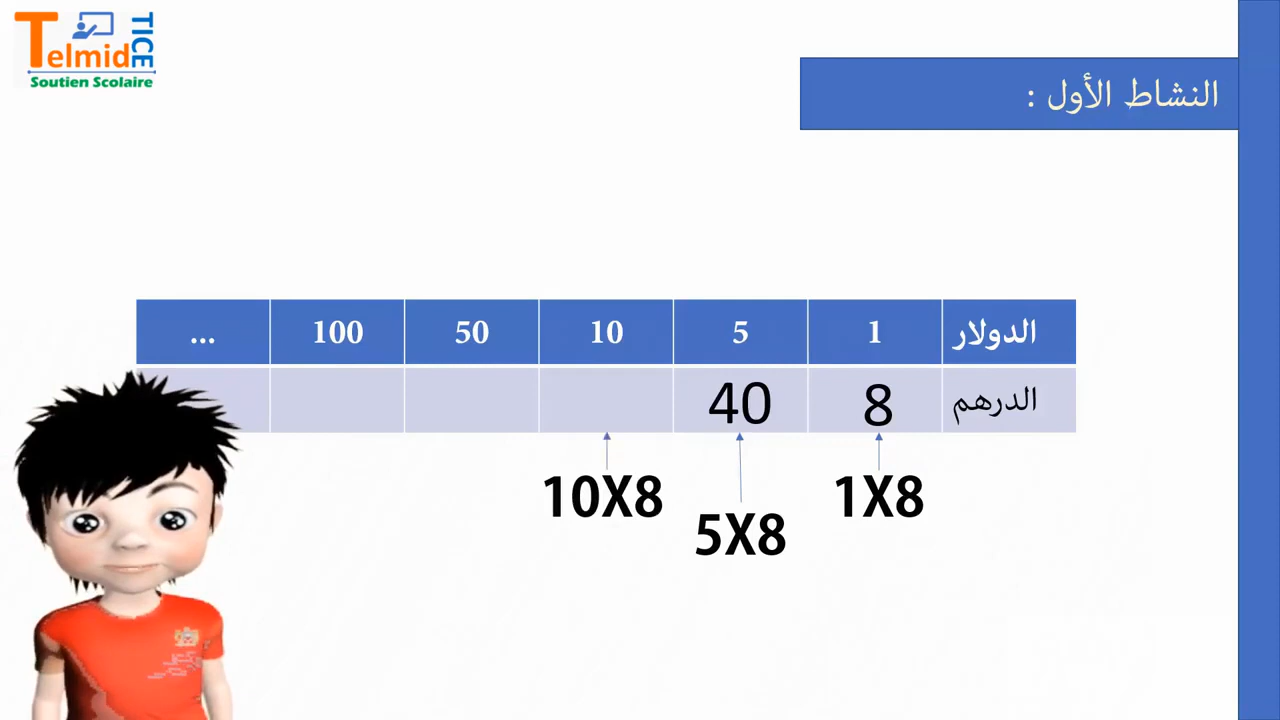 Telmid TICE
Soutien Scolaire
النشاط الأول :
الدولار 1 5 10 50 100 ...
الدرهم 8 40
1X8 5X8 10X8